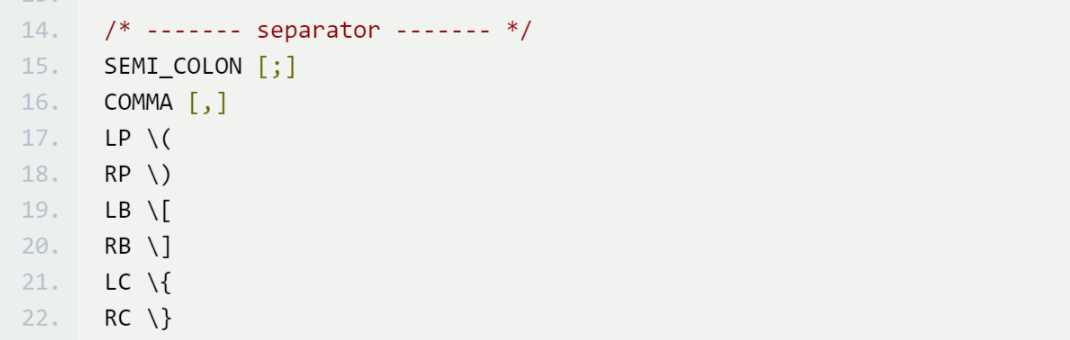 14. /* ------- separator ------- */
15. SEMI_COLON [;]
16. COMMA [,]
17. LP \(
18. RP \)
19. LB \[
20. RB \]
21. LC \{
22. RC \}